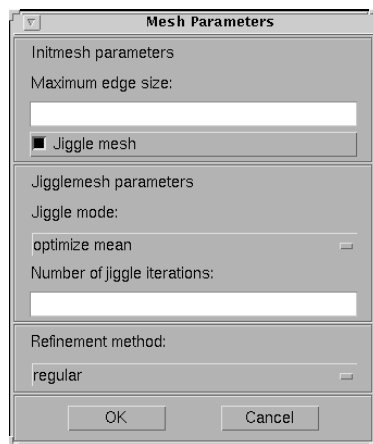 Mesh Parameters
Initmesh parameters
Maximum edge size:
Jiggle mesh
Jigglemesh parameters
Jiggle mode:
optimize mean
Number of jiggle iterations:
Refinement method:
regular
OK Cancel